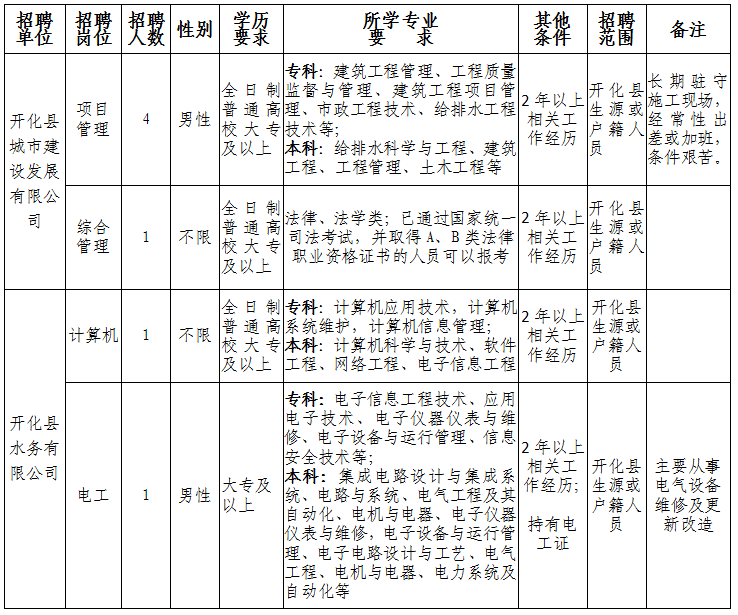 招聘单位 招聘岗位 招聘人数 性别 学历要求 所学专业要求 其他条件 招聘范围 备注
开化县
城市建
设发展
有限公
司
项目
管理
4
男性
全日制
普通高
校大专
及以上
专科：建筑工程管理、工程质量
监督与管理、建筑工程项目管
理、市政工程技术、给排水工程
技术等；
本科：给排水科学与工程、建筑
工程、工程管理、土木工程等
2年以上
相关工
作经历
开化县
生源或
户籍人
员
长期驻守
施工现场，
经常性出
差或加班，
条件艰苦。
综合
管理
1
不限
全日制
普通高
校大专
及以上
法律、法学类；已通过国家统一
司法考试，并取得A、B类法律
职业资格证书的人员可以报考
2年以上
相关工
作经历
开化县
生源或
户籍人
员
开化县
水务有
限公司
计算机
1
不限
全日制
普通高
校大专
及以上
专科：计算机应用技术，计算机
系统维护，计算机信息管理；
本科：计算机科学与技术、软件
工程、网络工程、电子信息工程
2年以上
相关工
作经历
开化县
生源或
户籍人
员
电工
1
男性
大专及
以上
专科：电子信息工程技术、应用
电子技术、电子仪器仪表与维
修、电子设备与运行管理、信息
安全技术等；
本科：集成电路设计与集成系
统、电路与系统、电气工程及其
自动化、电机与电器、电子仪器
仪表与维修，电子设备与运行管
理、电子电路设计与工艺、电气
工程、电机与电器、电力系统及
自动化等
2年以上
相关工
作经历；
持有电
工证
开化县
生源或
户籍人
员
主要从事
电气设备
维修及更
新改造